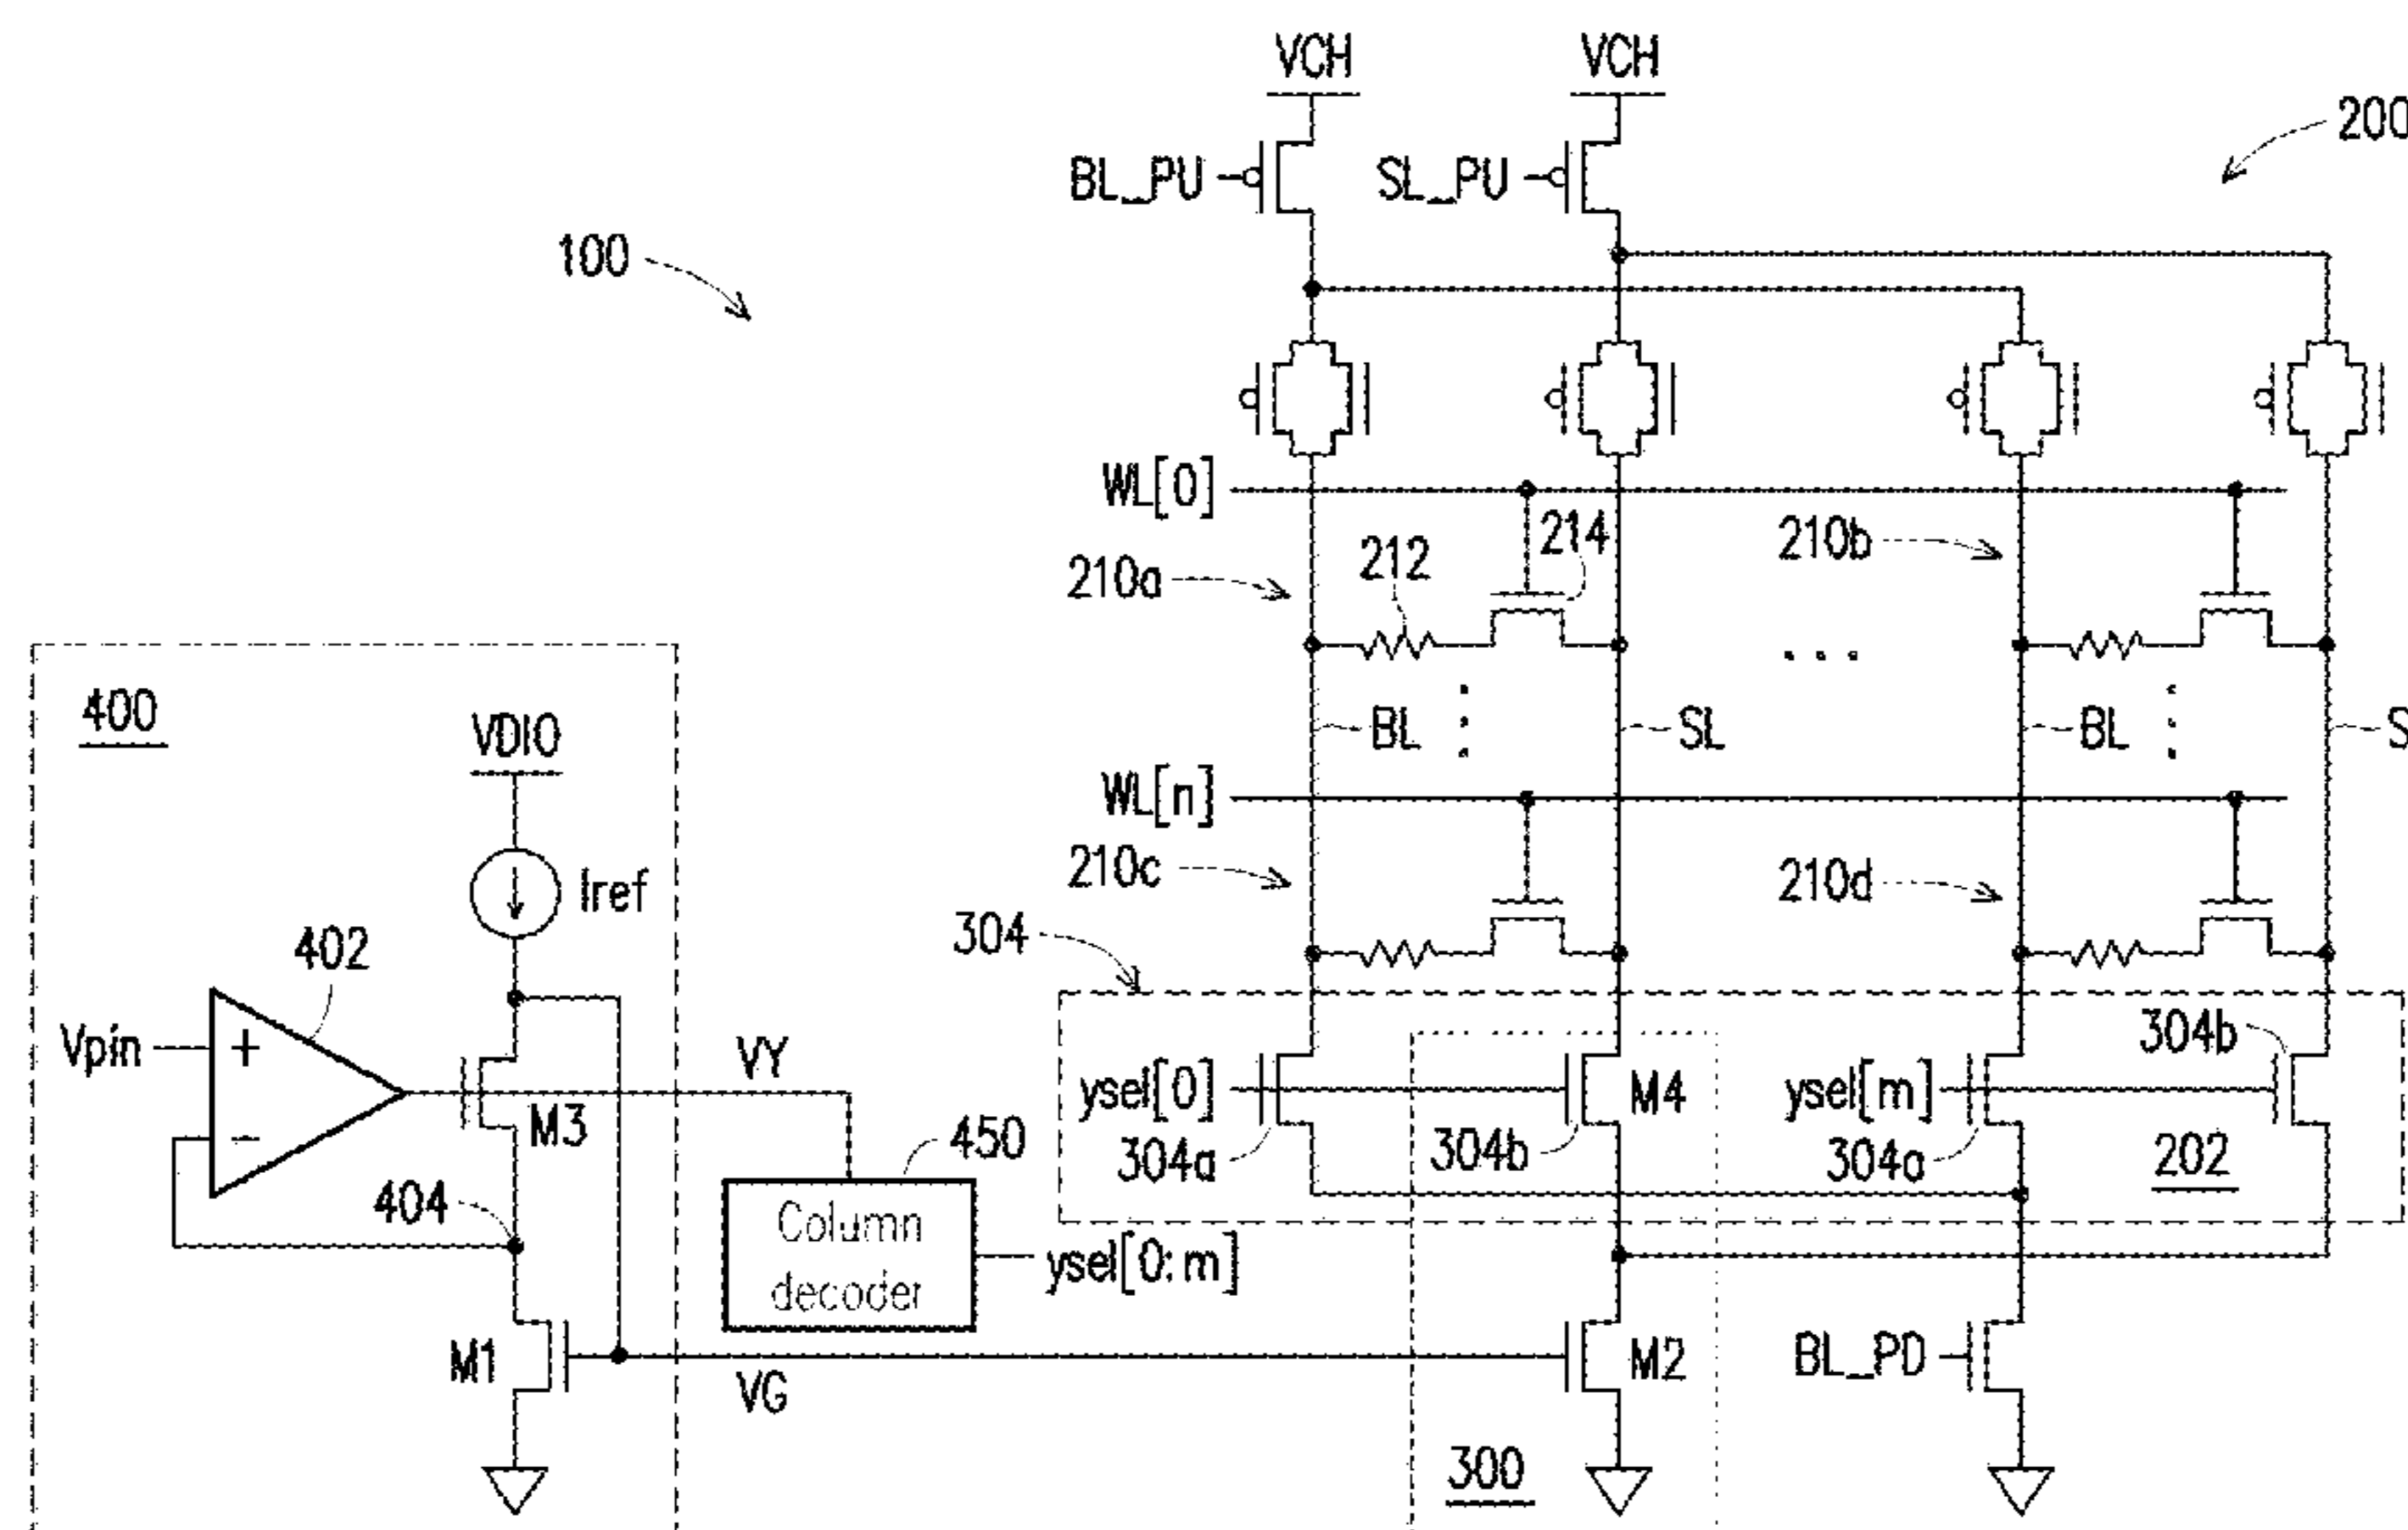 VCH
VCH
200
BL_PU
SL_PU
100
WL[0]
214
210b
212
210a
400
VDIO
BL
SL
BL
S
WL[n]
210c
210d
Iref
304
402
Vpin
+
VY
ysel[0]
M4
ysel[m]
304b
M3
−
450
304a
304b
304a
202
404
Column
decoder
ysel[0:m]
M1
VG
M2
BL_PD
300